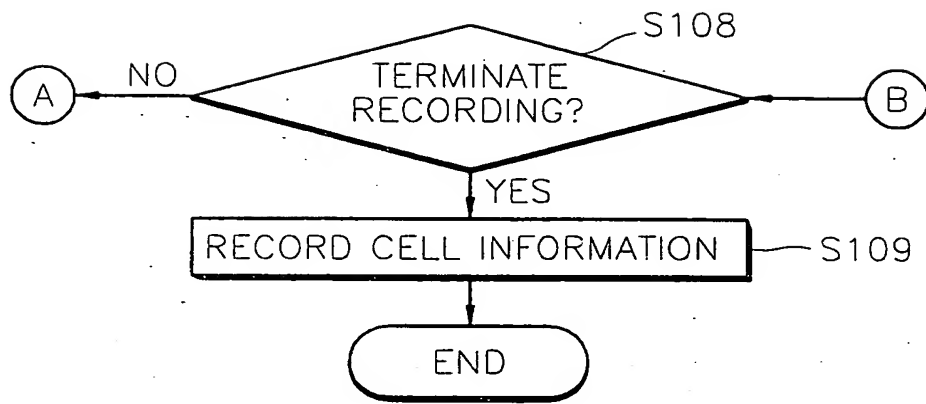 S108
A
NO
TERMINATE
RECORDING?
B
YES
RECORD CELL INFORMATION
S109
END